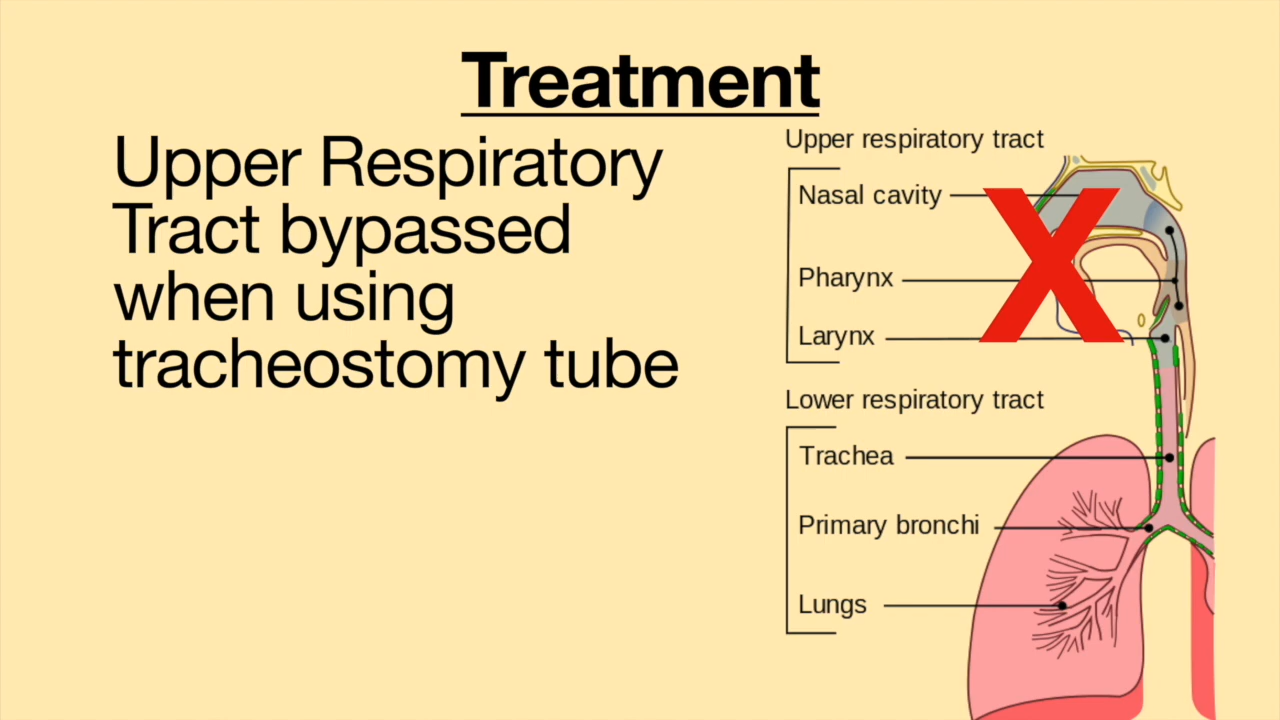 Treatment
Upper Respiratory
Tract bypassed
when using
tracheostomy tube
Upper respiratory tract
Nasal cavity
Pharynx
Larynx
Lower respiratory tract
Trachea
Primary bronchi
Lungs
X